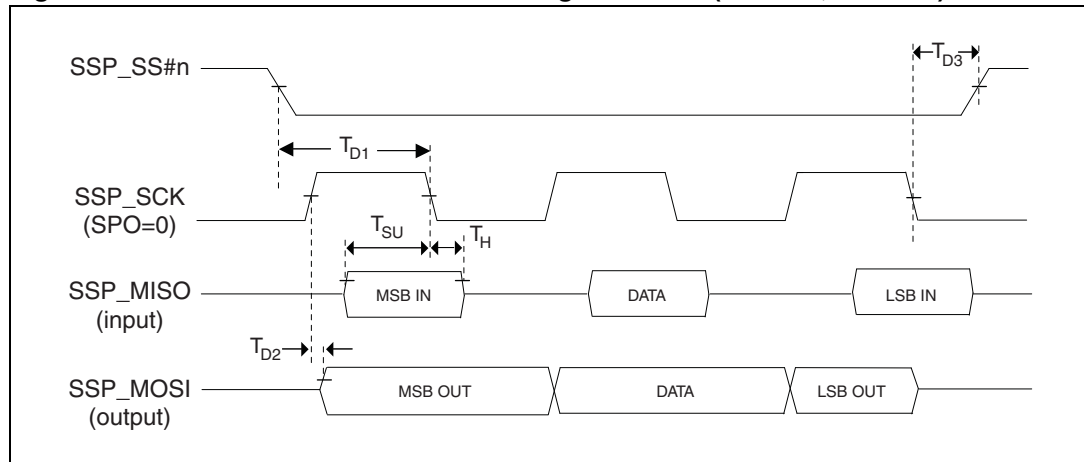 SSP_SS#n
T_D3
T_D1
SSP_SCK
(SPO=0)
T_SU
T_H
SSP_MISO
(input)
MSB IN
DATA
LSB IN
T_D2
SSP_MOSI
(output)
MSB OUT
DATA
LSB OUT